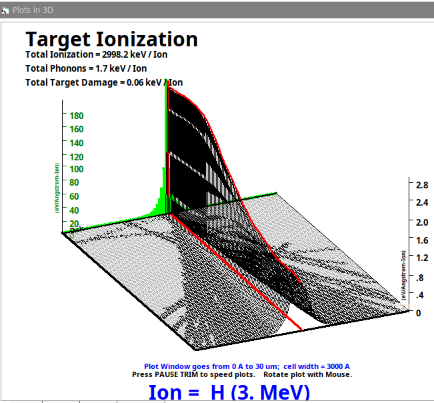 Plots in 3D
Target Ionization
Total Ionization = 2998.2 keV / Ion
Total Phonons = 1.7 keV / Ion
Total Target Damage = 0.06 keV / Ion
180
160
140
120
100
80
60
40
20
(eV/Angstrom-Ion)
2.8
2.4
2.0
1.6
1.2
.8
.4
0
(eV/Angstrom-Ion)
Plot Window goes from 0 A to 30 um; cell width = 3000 A
Press PAUSE TRIM to speed plots. Rotate plot with Mouse.
Ion = H (3. MeV)